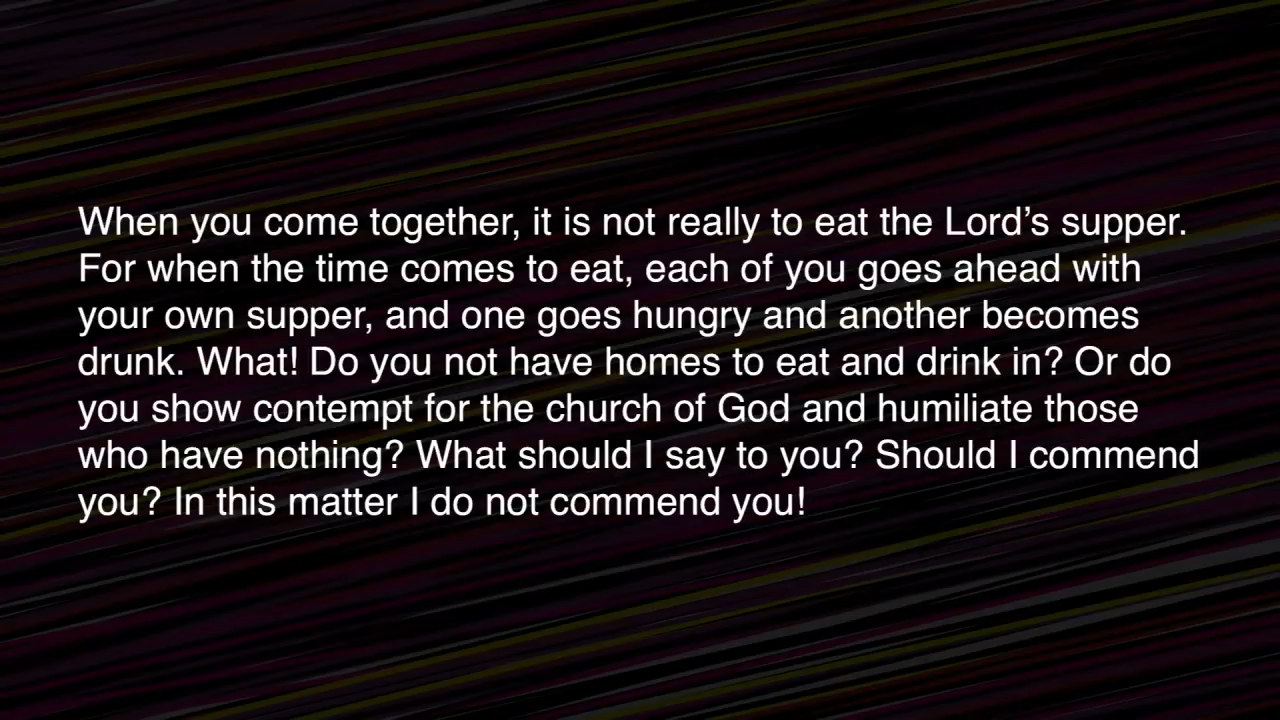 When you come together, it is not really to eat the Lord’s supper.
For when the time comes to eat, each of you goes ahead with
your own supper, and one goes hungry and another becomes
drunk. What! Do you not have homes to eat and drink in? Or do
you show contempt for the church of God and humiliate those
who have nothing? What should I say to you? Should I commend
you? In this matter I do not commend you!